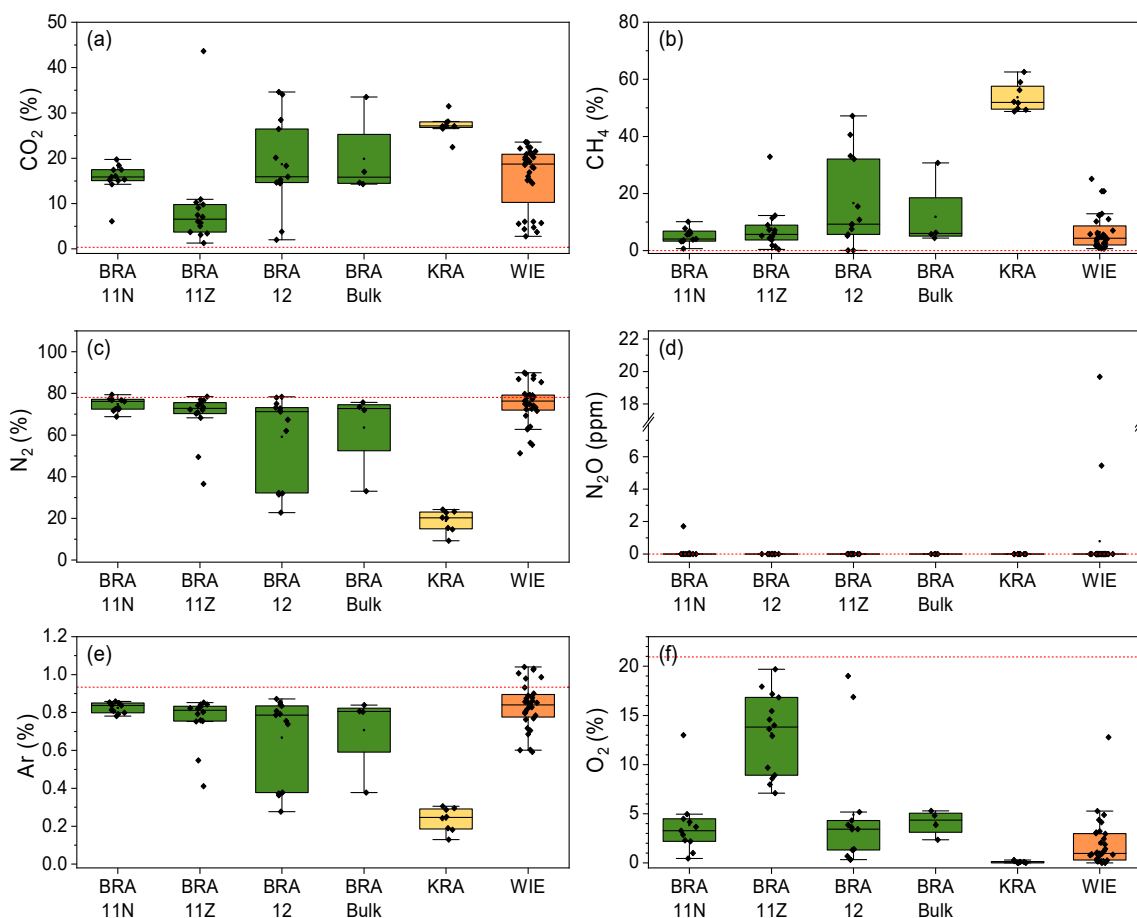 (a)
CO2 (%)
50
40
30
20
10
0
BRA BRA BRA BRA KRA WIE
11N 11Z 12 Bulk
(b)
CH4 (%)
80
60
40
20
0
BRA BRA BRA BRA KRA WIE
11N 11Z 12 Bulk
(c)
N2 (%)
100
80
60
40
20
0
BRA BRA BRA BRA KRA WIE
11N 11Z 12 Bulk
(d)
N2O (ppm)
22
20
18
8
6
4
2
0
BRA BRA BRA BRA KRA WIE
11N 12 11Z Bulk
(e)
Ar (%)
1.2
1.0
0.8
0.6
0.4
0.2
0.0
BRA BRA BRA BRA KRA WIE
11N 11Z 12 Bulk
(f)
O2 (%)
20
15
10
5
0
BRA BRA BRA BRA KRA WIE
11N 11Z 12 Bulk